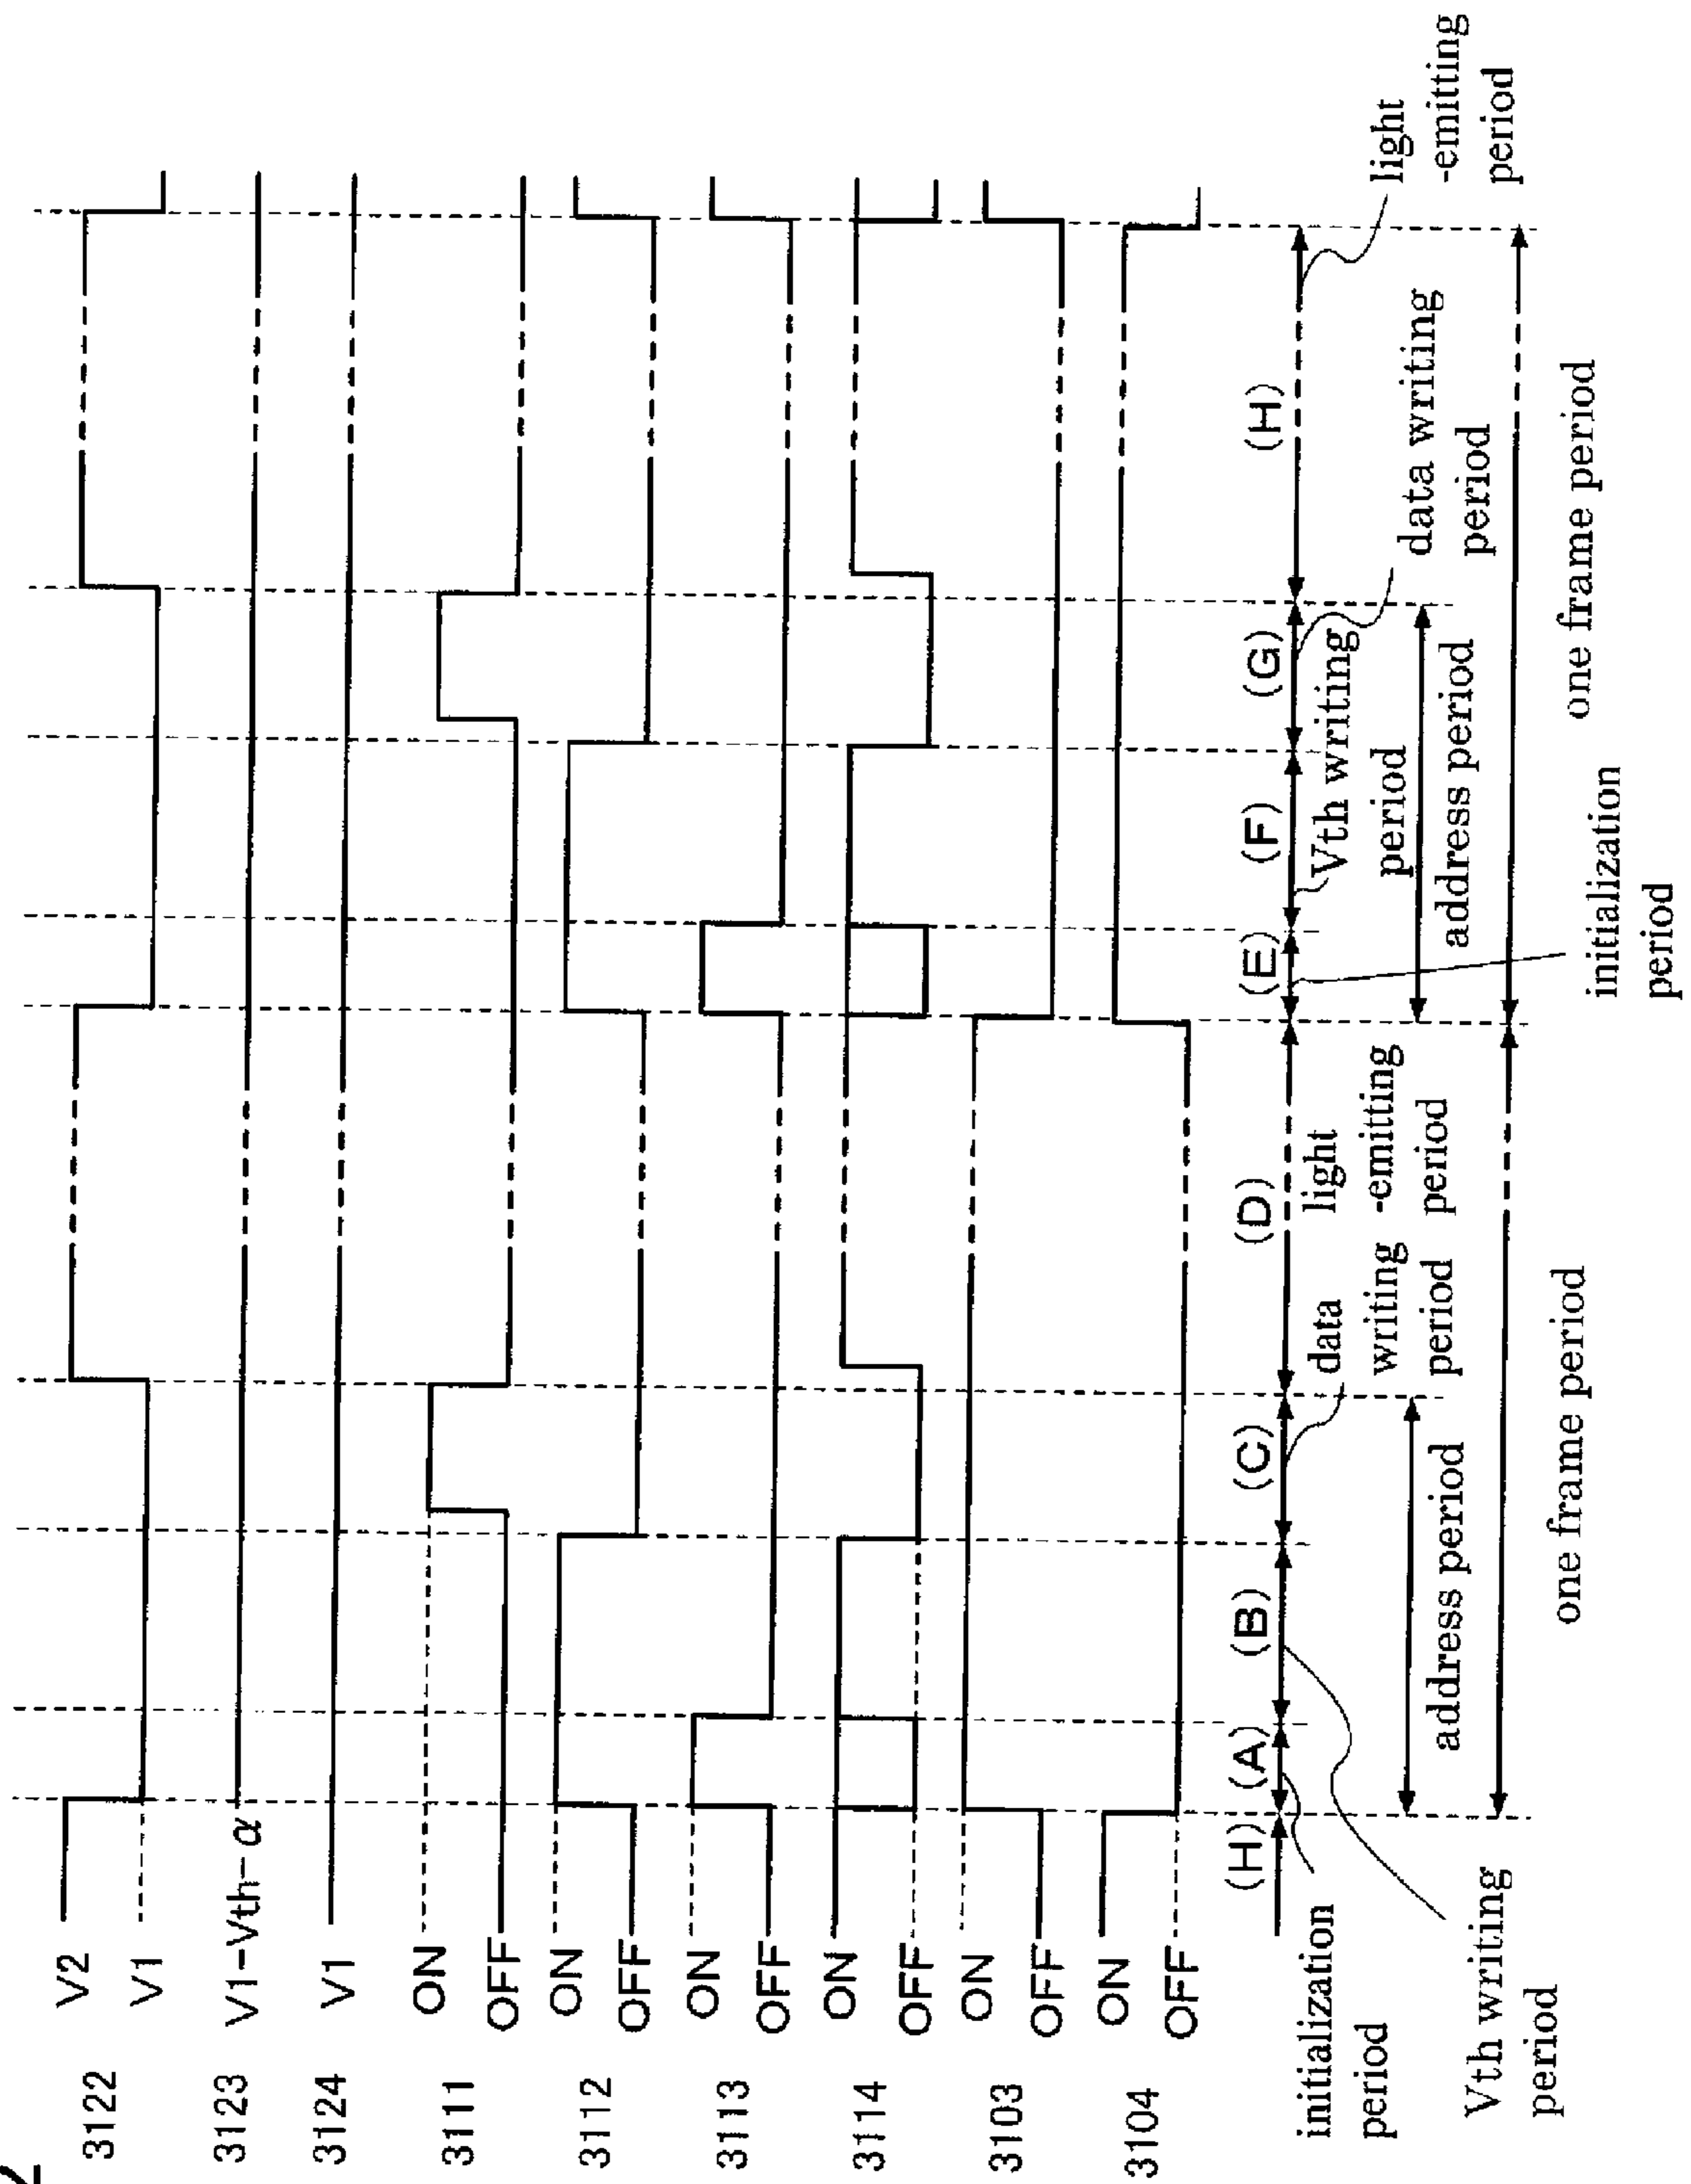 2
3122
V2
V1
3123
V1-Vth-α
3124
V1
3111
ON
OFF
3112
ON
OFF
3113
ON
OFF
3114
ON
OFF
3103
ON
OFF
3104
ON
OFF
(H)
(A)
(B)
(C)
(D)
(E)
(F)
(G)
(H)
initialization
period
Vth writing
period
data
writing
period
light
-emitting
period
initialization
period
Vth writing
period
data writing
period
light
-emitting
period
address period
address period
one frame period
one frame period